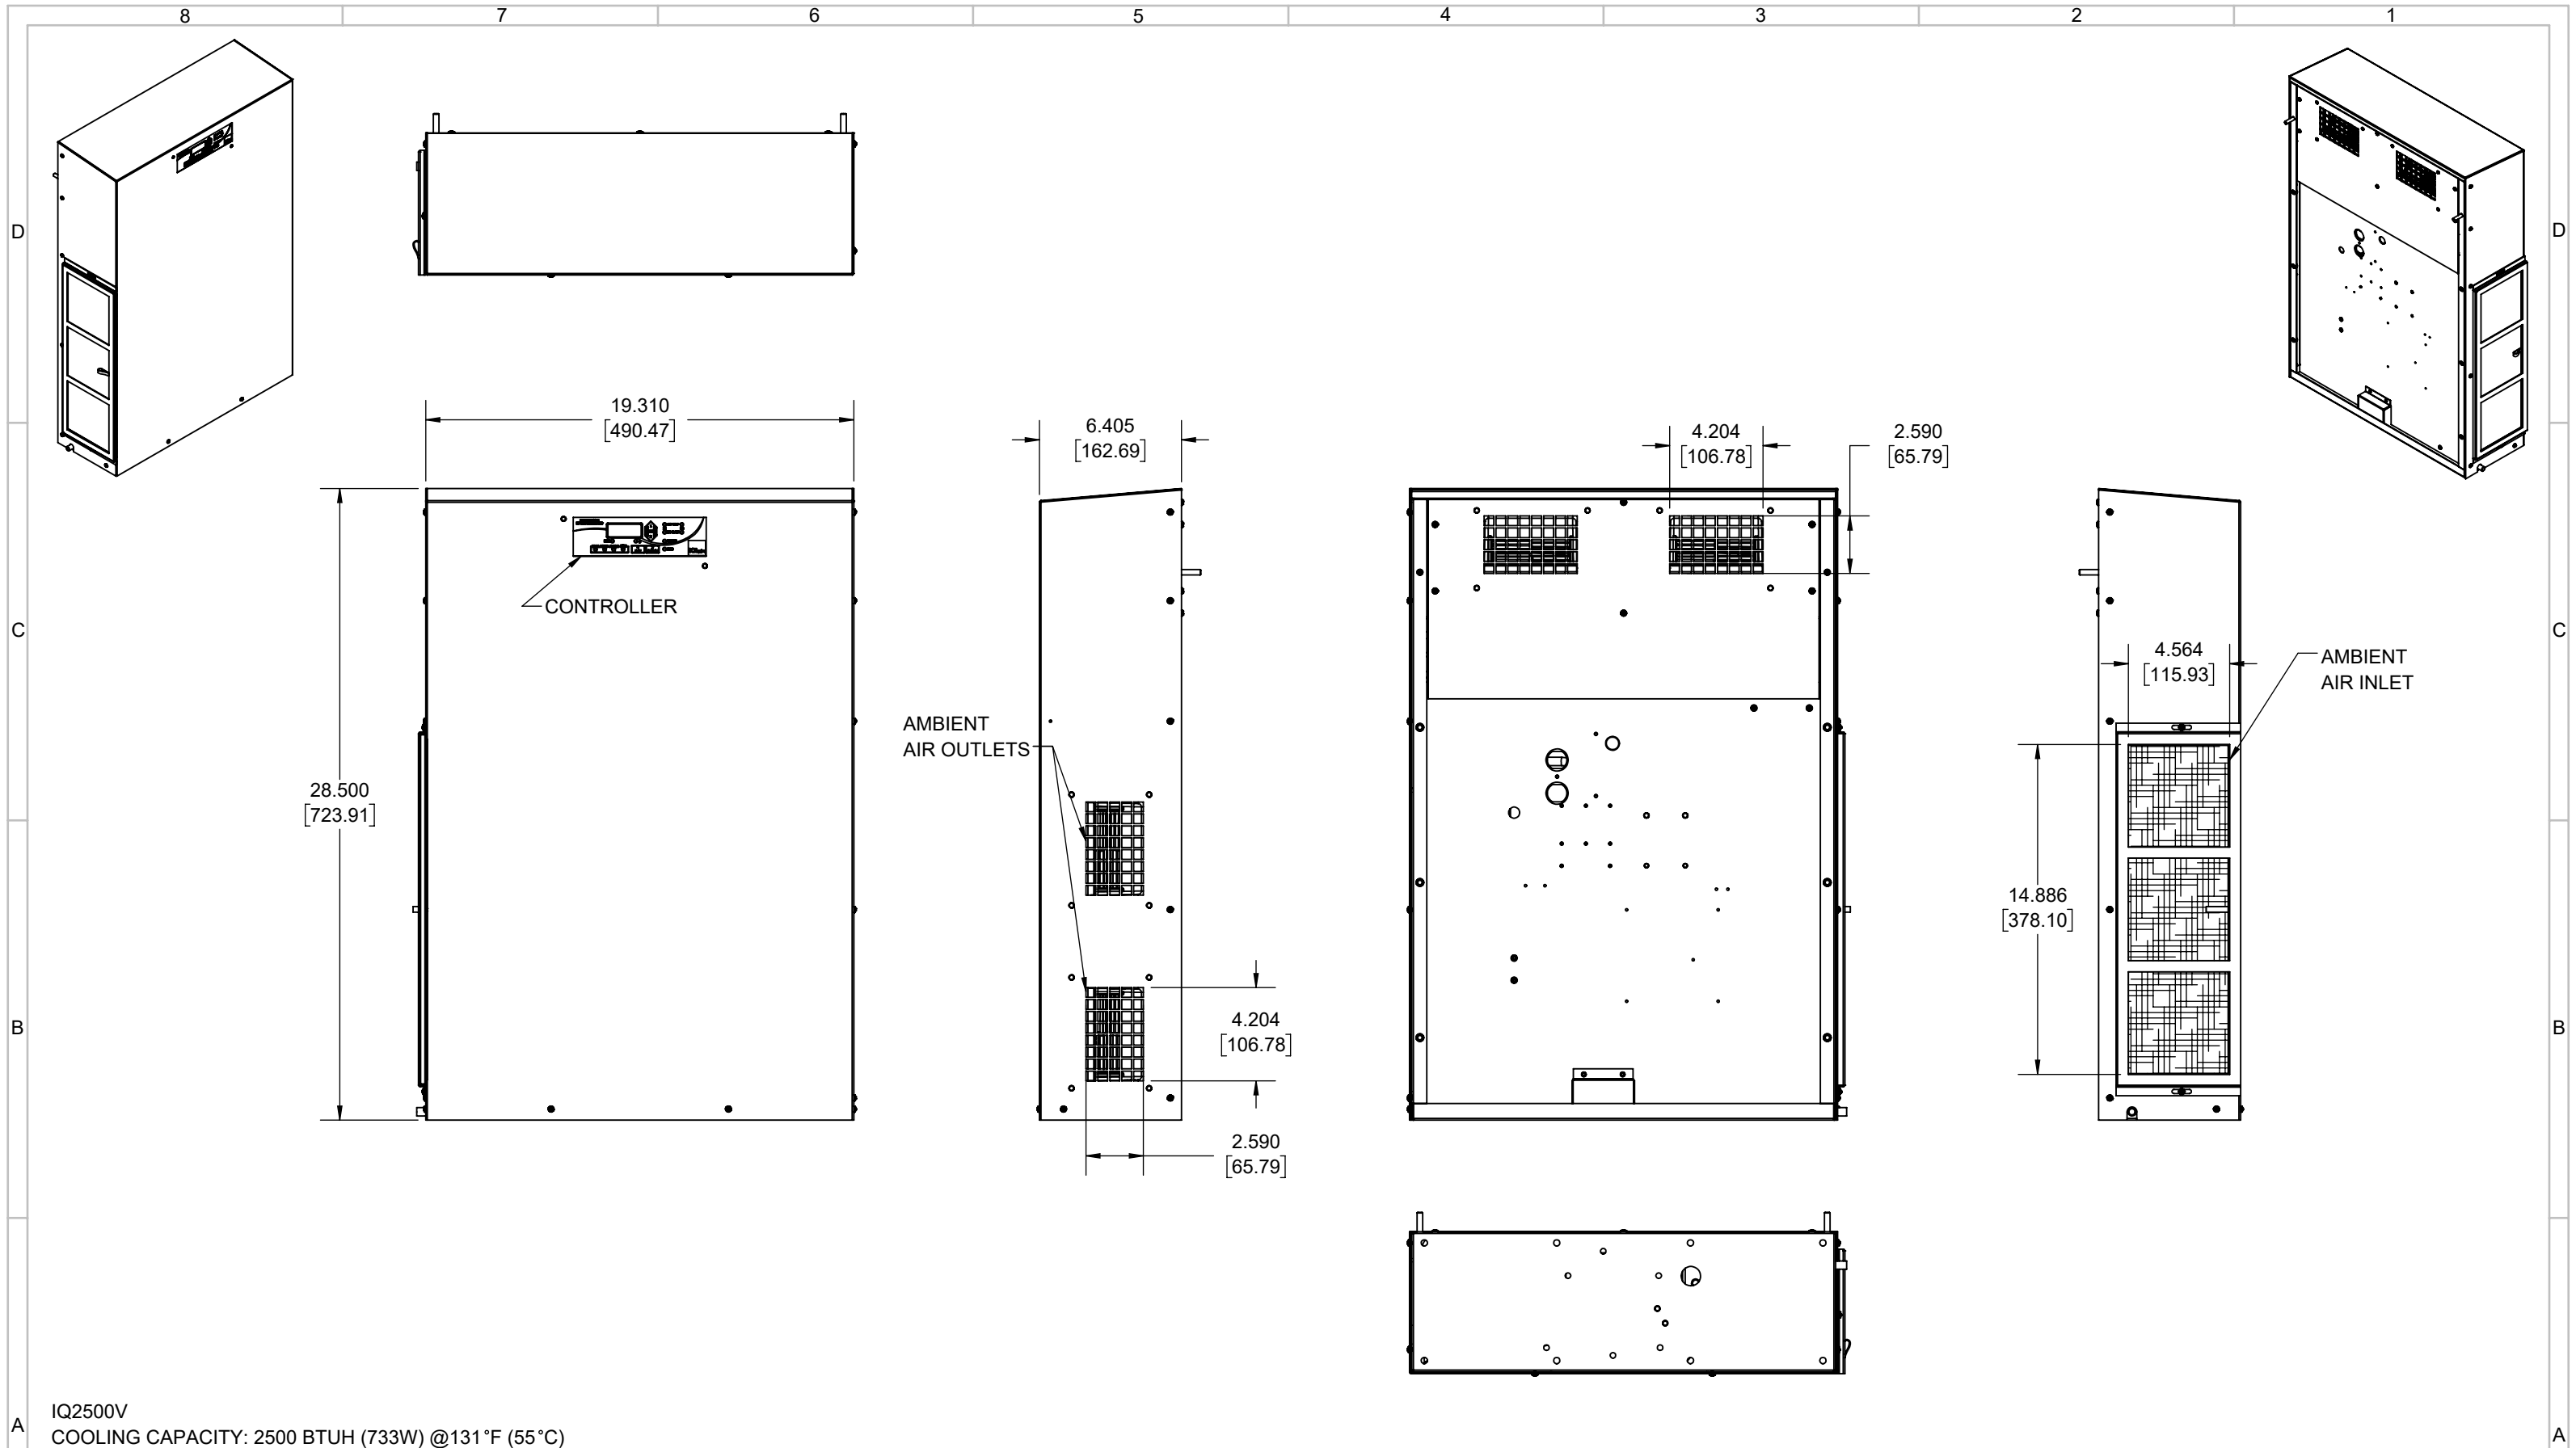 8 7 6 5 4 3 2 1
D D
19.310
[490.47]
6.405
[162.69]
4.204
[106.78]
2.590
[65.79]
CONTROLLER
C C
4.564
[115.93]
AMBIENT
AIR INLET
AMBIENT
AIR OUTLETS
28.500
[723.91]
14.886
[378.10]
4.204
[106.78]
B B
2.590
[65.79]
IQ2500V
A A
COOLING CAPACITY: 2500 BTUH (733W) @131°F (55°C)